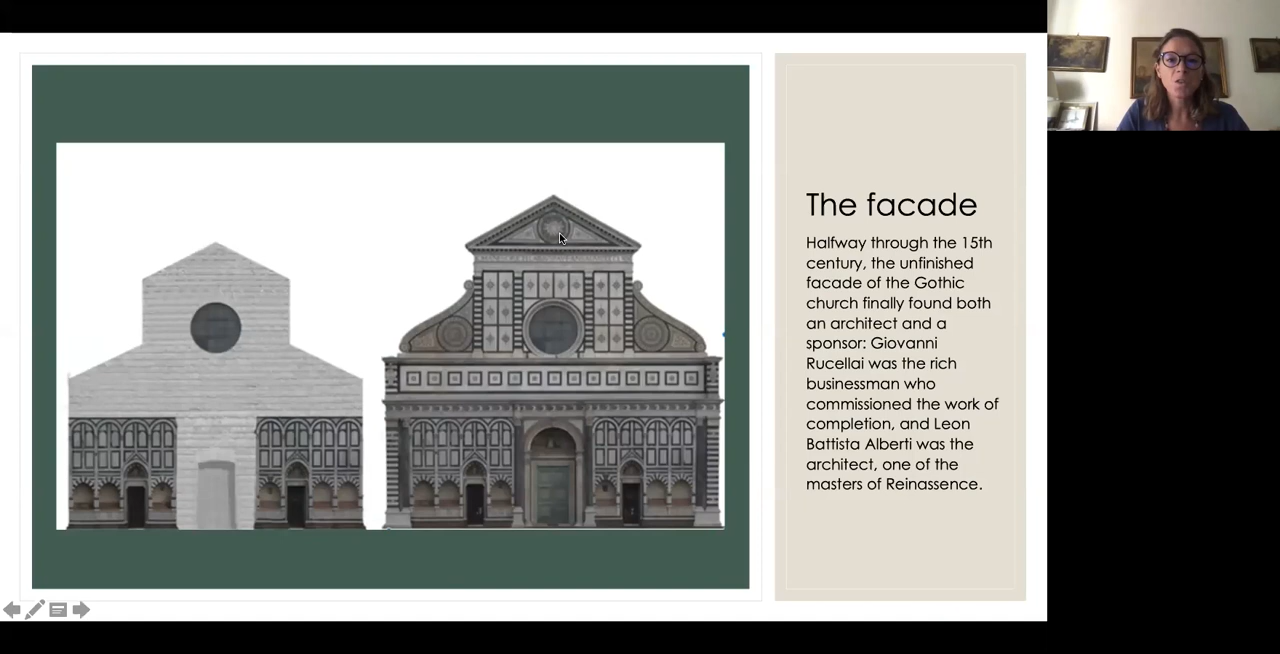 The facade
Halfway through the 15th
century, the unfinished
facade of the Gothic
church finally found both
an architect and a
sponsor: Giovanni
Rucellai was the rich
businessman who
commissioned the work of
completion, and Leon
Battista Alberti was the
architect, one of the
masters of Reinassence.